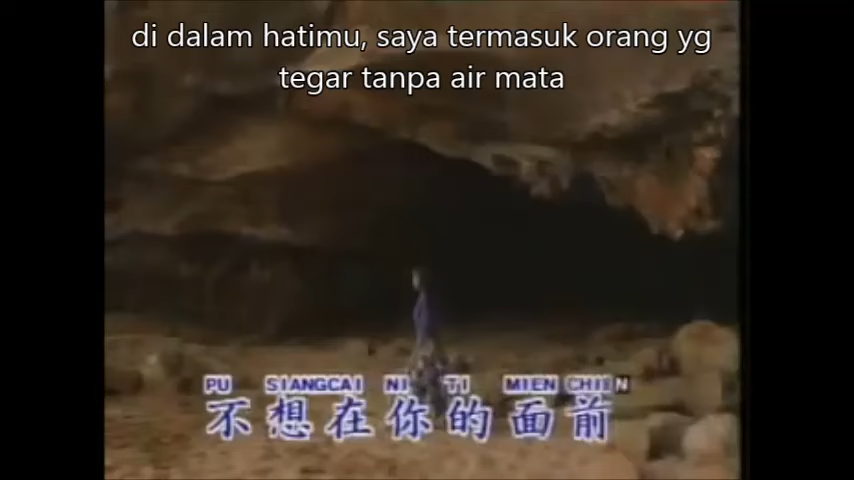 di dalam hatimu, saya termasuk orang yg
tegar tanpa air mata
PU SIANGCAI NI TI MIEN CHIEN
不想在你的面前